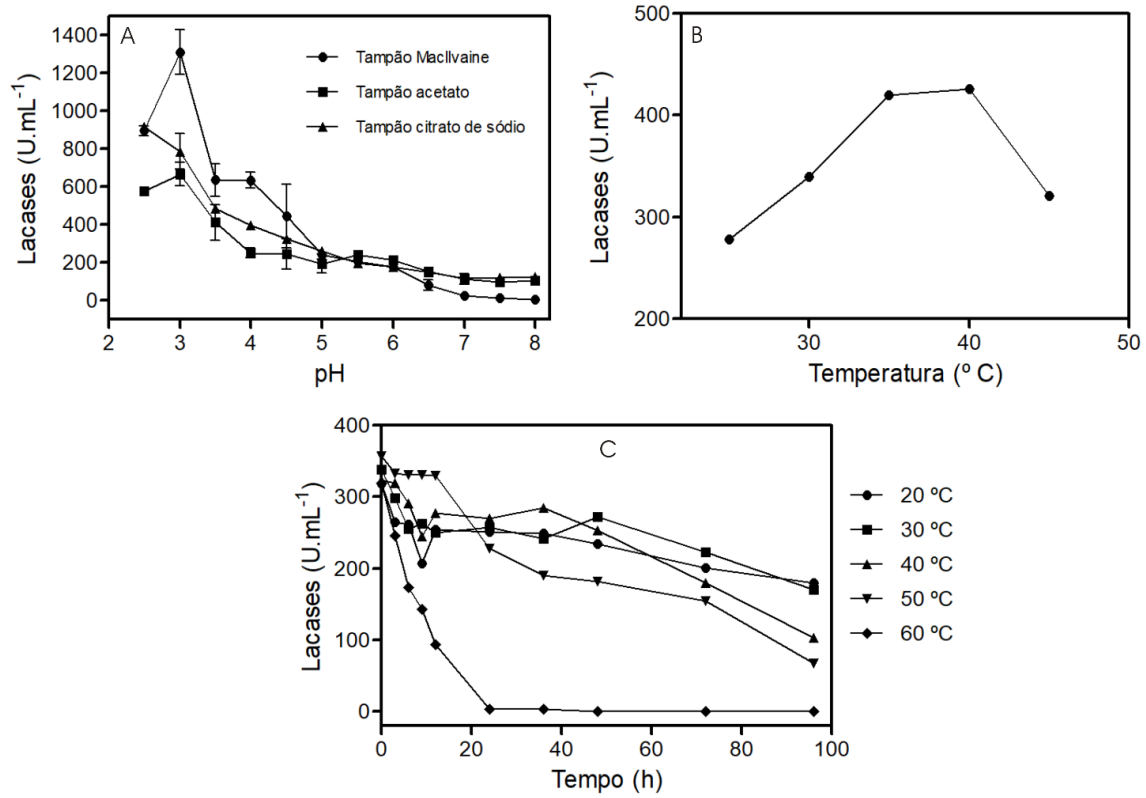 A
1400
1200
1000
800
600
400
200
0
Lacases (U.mL⁻¹)
Tampão MacIlvaine
Tampão acetato
Tampão citrato de sódio
2 3 4 5 6 7 8
pH
B
500
400
300
200
Lacases (U.mL⁻¹)
30 40 50
Temperatura (º C)
C
400
300
200
100
0
Lacases (U.mL⁻¹)
0 20 40 60 80 100
Tempo (h)
20 ºC
30 ºC
40 ºC
50 ºC
60 ºC